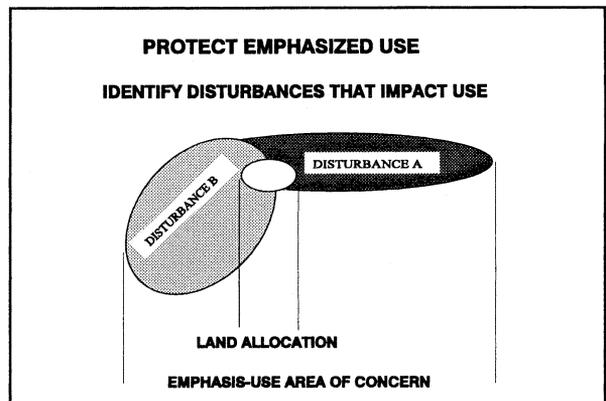 PROTECT EMPHASIZED USE
IDENTIFY DISTURBANCES THAT IMPACT USE
DISTURBANCE A
DISTURBANCE B
LAND ALLOCATION
EMPHASIS-USE AREA OF CONCERN